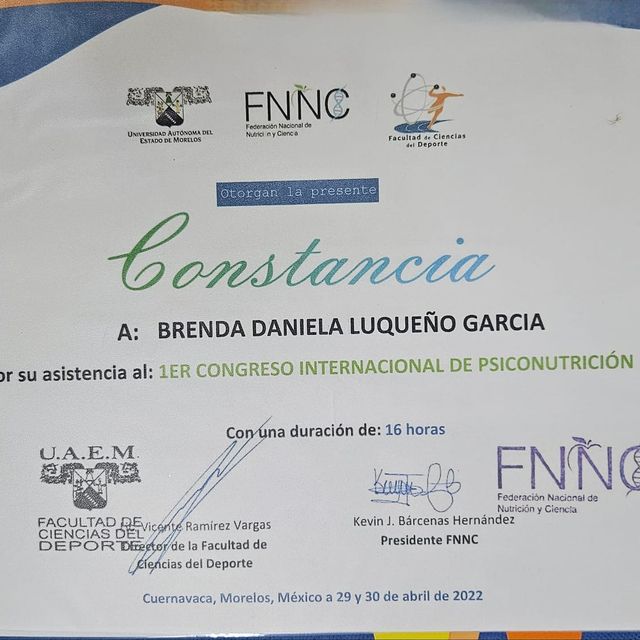 UNIVERSIDAD AUTÓNOMA DEL
ESTADO DE MORELOS
FNNC
Federación Nacional de
Nutrición y Ciencia
Facultad de Ciencias
del Deporte
Otorgan la presente
Constancia
A: BRENDA DANIELA LUQUEÑO GARCIA
or su asistencia al: 1ER CONGRESO INTERNACIONAL DE PSICONUTRICIÓN
Con una duración de: 16 horas
U.A.E.M.
FACULTAD DE
CIENCIAS DEL
DEPORTE
Vicente Ramírez Vargas
Director de la Facultad de
Ciencias del Deporte
Kevin J. Bárcenas Hernández
Presidente FNNC
FNNC
Federación Nacional de
Nutrición y Ciencia
Cuernavaca, Morelos, México a 29 y 30 de abril de 2022